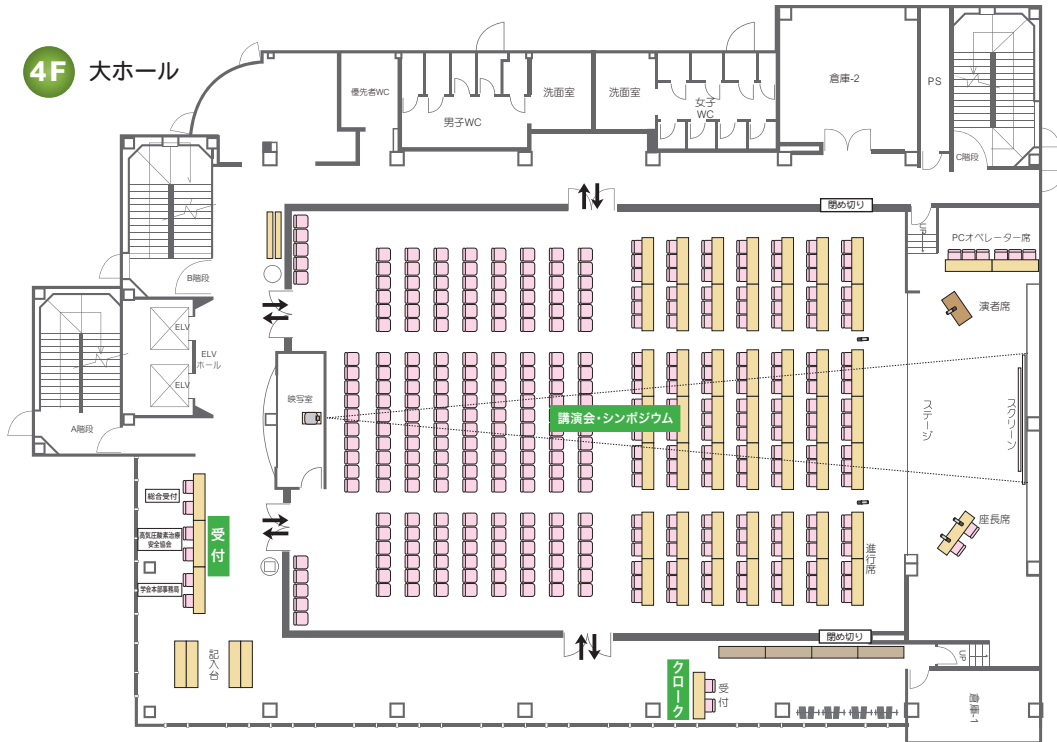 4F 大ホール
優先者WC
男子WC
洗面室
洗面室
女子
WC
倉庫-2
PS
C階段
B階段
ELV
ELV
ELV
ホール
A階段
閉め切り
UP
PCオペレーター席
演者席
映写室
講演会・シンポジウム
ステージ
スクリーン
座長席
進行席
総合受付
高気圧酸素治療
安全協会
学会本部事務局
受付
記入台
閉め切り
UP
クローク
受付
倉庫-1